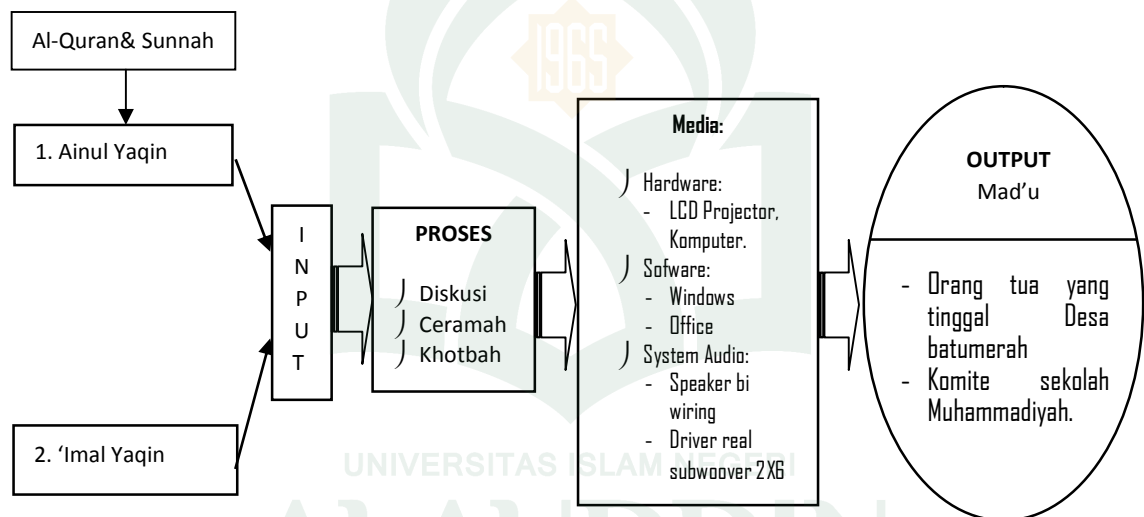 Al-Quran& Sunnah
1. Ainul Yaqin
2. ‘Imal Yaqin
I
N
P
U
T
PROSES
Diskusi
Ceramah
Khotbah
Media:
Hardware:
- LCD Projector,
Komputer.
Sofware:
- Windows
- Office
System Audio:
- Speaker bi
wiring
- Driver real
subwoover 2X6
OUTPUT
Mad’u
- Orang tua yang
tinggal Desa
batumerah
- Komite sekolah
Muhammadiyah.
1965
UNIVERSITAS ISLAM NEGERI